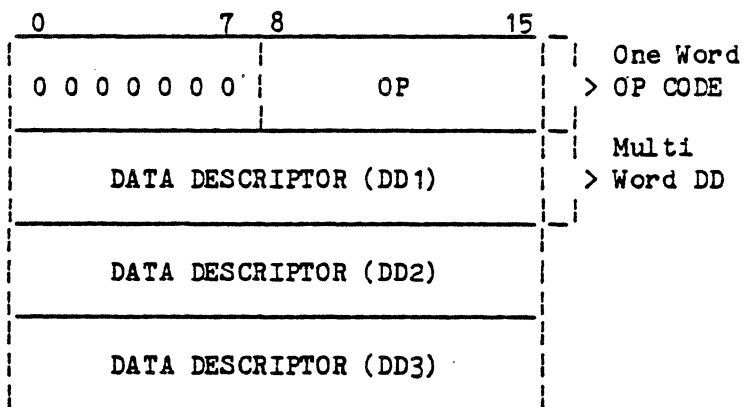 0 7 8 15
One Word
0 0 0 0 0 0 0 OP > OP CODE
Multi
DATA DESCRIPTOR (DD1) > Word DD
DATA DESCRIPTOR (DD2)
DATA DESCRIPTOR (DD3)